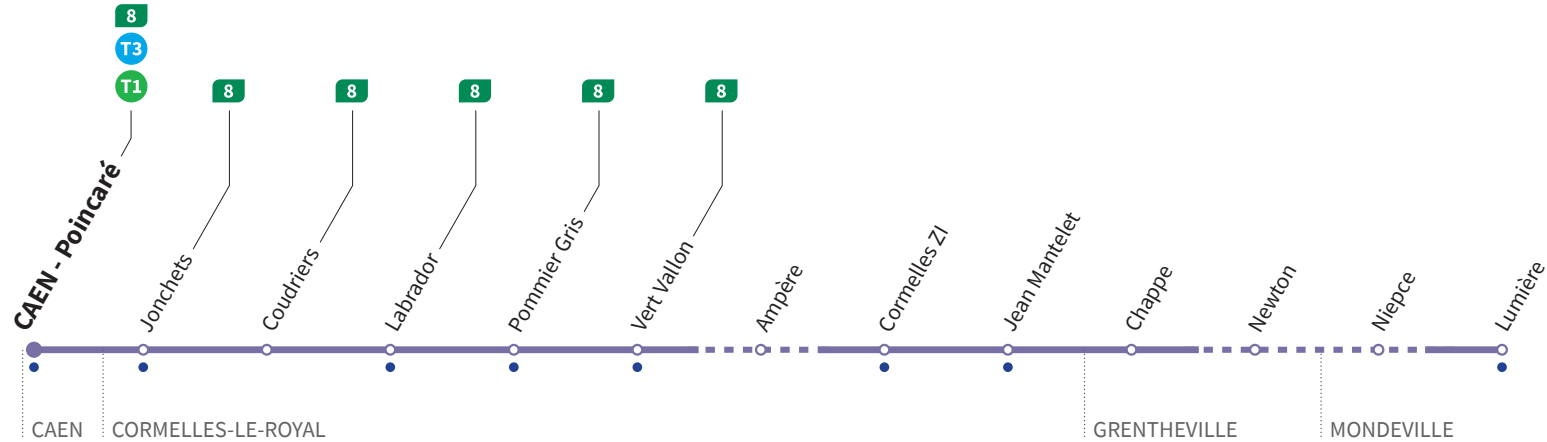 8
T3
T1
8
8
8
8
8
CAEN - Poincaré
Jonchets
Coudriers
Labrador
Pommier Gris
Vert Vallon
Ampère
Cormelles ZI
Jean Mantelet
Chappe
Newton
Niepce
Lumière
CAEN
CORMELLES-LE-ROYAL
GRENTHEVILLE
MONDEVILLE